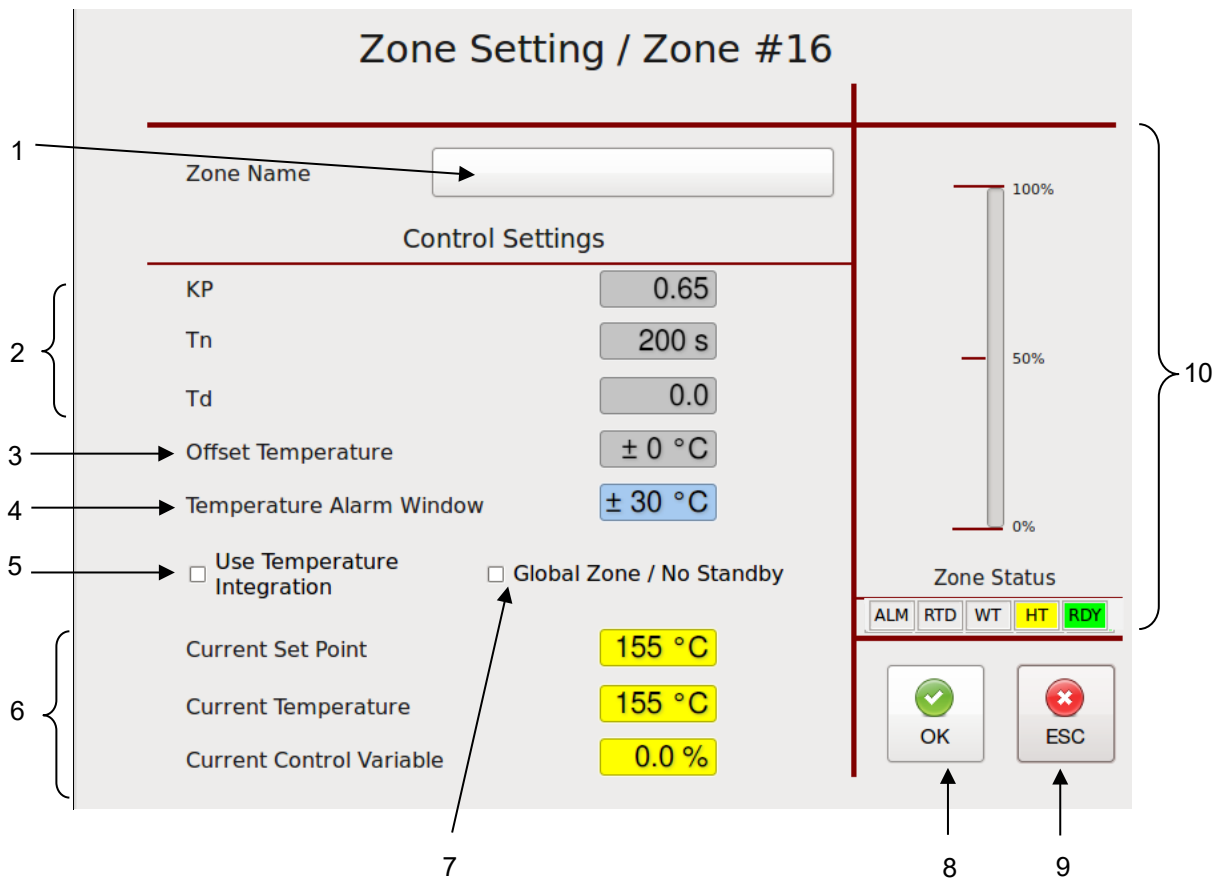 Zone Setting / Zone #16
1
Zone Name
Control Settings
2
KP 0.65
Tn 200 s
Td 0.0
3
Offset Temperature ± 0 °C
4
Temperature Alarm Window ± 30 °C
5
Use Temperature
Integration
Global Zone / No Standby
6
Current Set Point 155 °C
Current Temperature 155 °C
Current Control Variable 0.0 %
100%
50%
0%
10
Zone Status
ALM RTD WT HT RDY
OK ESC
7
8
9